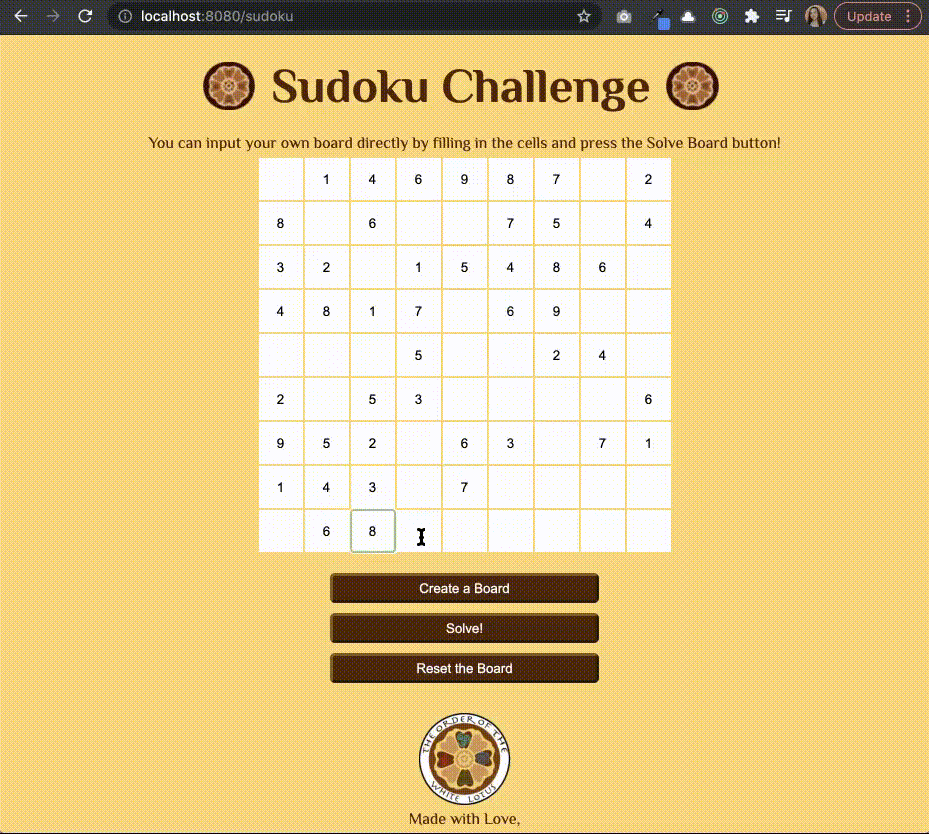 localhost:8080/sudoku
Update
Sudoku Challenge
You can input your own board directly by filling in the cells and press the Solve Board button!
1 4 6 9 8 7 2
8 6 7 5 4
3 2 1 5 4 8 6
4 8 1 7 6 9
5 2 4
2 5 3 6
9 5 2 6 3 7 1
1 4 3 7
6 8
Create a Board
Solve!
Reset the Board
THE ORDER OF THE
WHITE LOTUS
Made with Love,